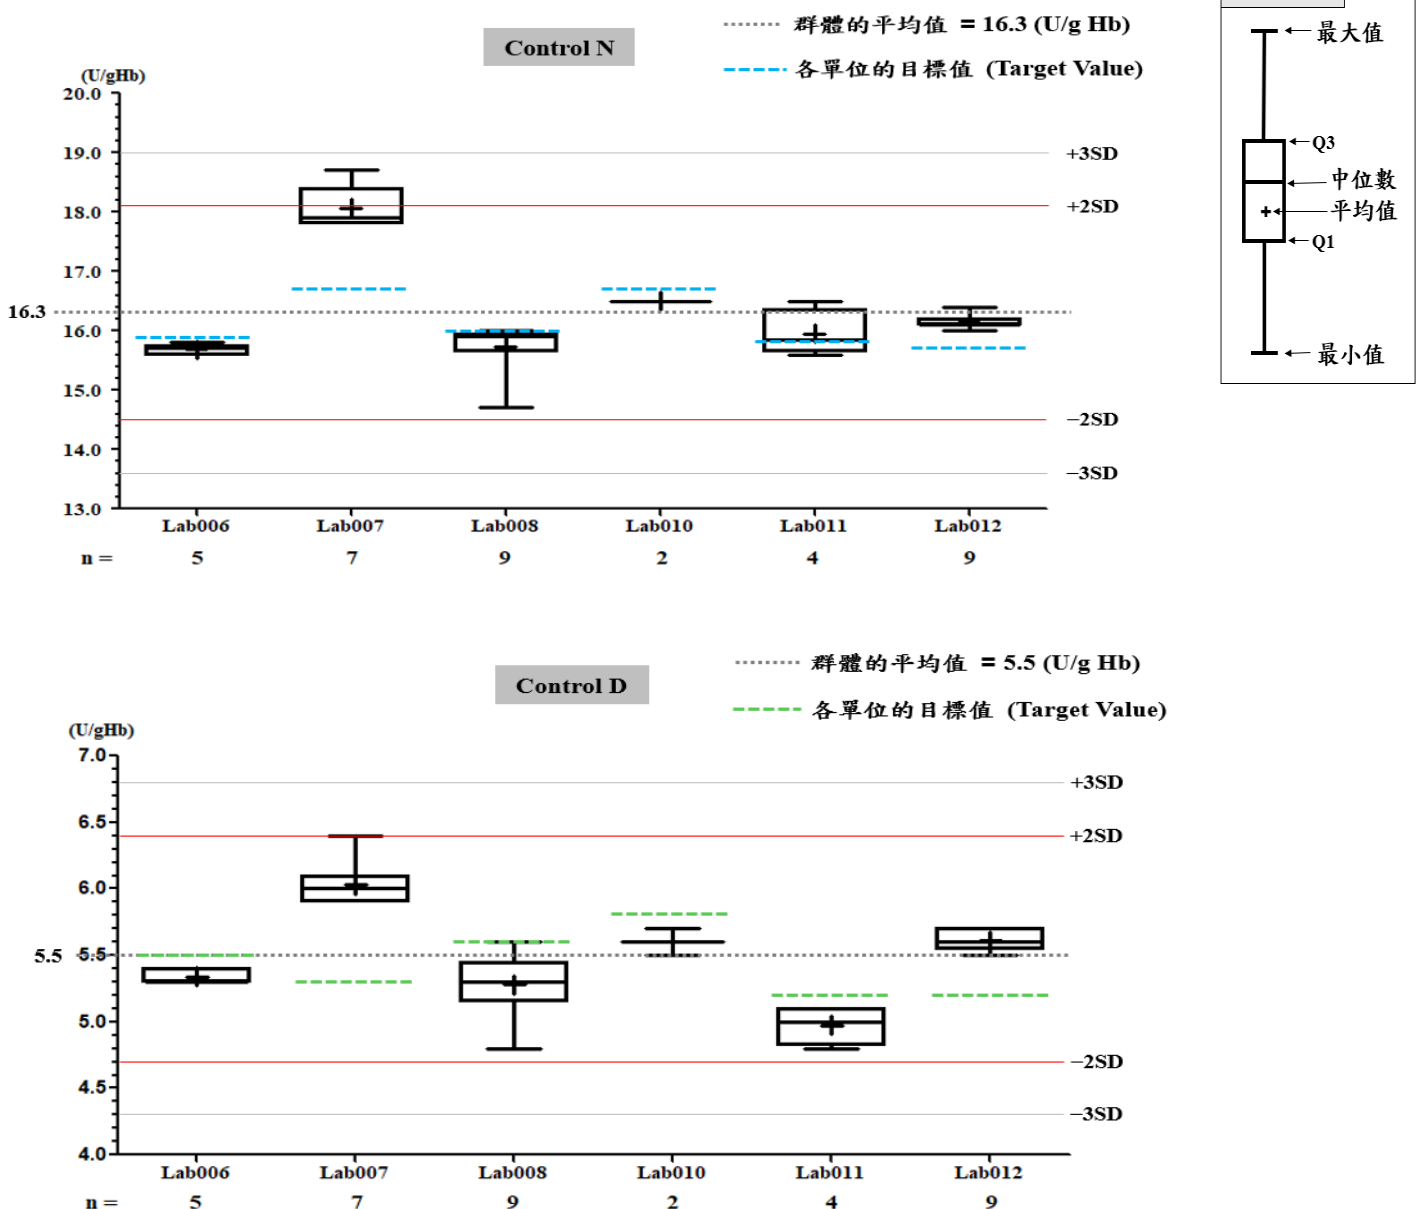 Control N
群體的平均值 = 16.3 (U/g Hb)
各單位的目標值 (Target Value)
(U/gHb)
20.0
19.0
18.0
17.0
16.3
16.0
15.0
14.0
13.0
+3SD
+2SD
−2SD
−3SD
Lab006 Lab007 Lab008 Lab010 Lab011 Lab012
n = 5 7 9 2 4 9
最大值
Q3
中位數
平均值
Q1
最小值
Control D
群體的平均值 = 5.5 (U/g Hb)
各單位的目標值 (Target Value)
(U/gHb)
7.0
6.5
6.0
5.5 5.5
5.0
4.5
4.0
+3SD
+2SD
−2SD
−3SD
Lab006 Lab007 Lab008 Lab010 Lab011 Lab012
n = 5 7 9 2 4 9